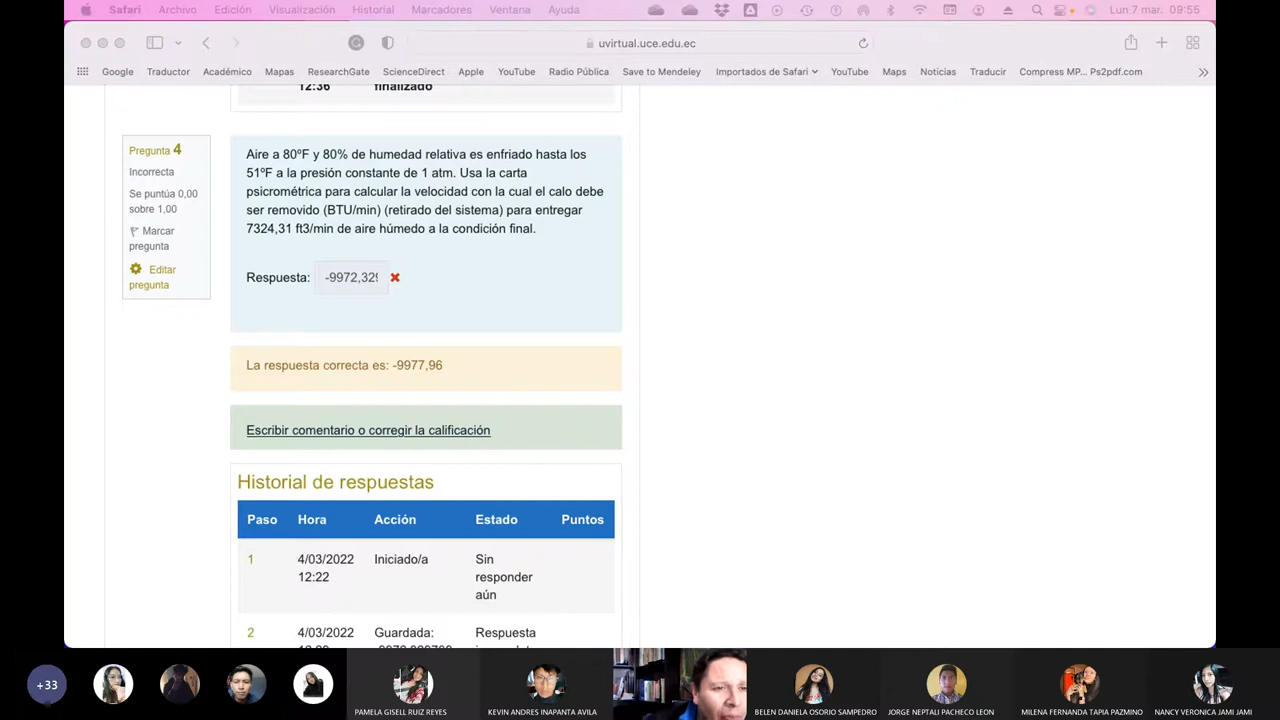 Safari Archivo Edición Visualización Historial Marcadores Ventana Ayuda Lun 7 mar. 09:55
uvirtual.uce.edu.ec
Google Traductor Académico Mapas ResearchGate ScienceDirect Apple YouTube Radio Pública Save to Mendeley Importados de Safari YouTube Maps Noticias Traducir Compress MP... Ps2pdf.com
12:36 finalizado
Pregunta 4
Incorrecta
Se puntúa 0,00
sobre 1,00
Marcar
pregunta
Editar
pregunta
Aire a 80ºF y 80% de humedad relativa es enfriado hasta los
51ºF a la presión constante de 1 atm. Usa la carta
psicrométrica para calcular la velocidad con la cual el calo debe
ser removido (BTU/min) (retirado del sistema) para entregar
7324,31 ft3/min de aire húmedo a la condición final.
Respuesta: -9972,329
La respuesta correcta es: -9977,96
Escribir comentario o corregir la calificación
Historial de respuestas
Paso Hora Acción Estado Puntos
1 4/03/2022 Iniciado/a Sin
12:22 responder
aún
2 4/03/2022 Guardada: Respuesta
+33
PAMELA GISELL RUIZ REYES
KEVIN ANDRES INAPANTA AVILA
BELEN DANIELA OSORIO SAMPEDRO
JORGE NEPTALI PACHECO LEON
MILENA FERNANDA TAPIA PAZMINO
NANCY VERONICA JAMI JAMI